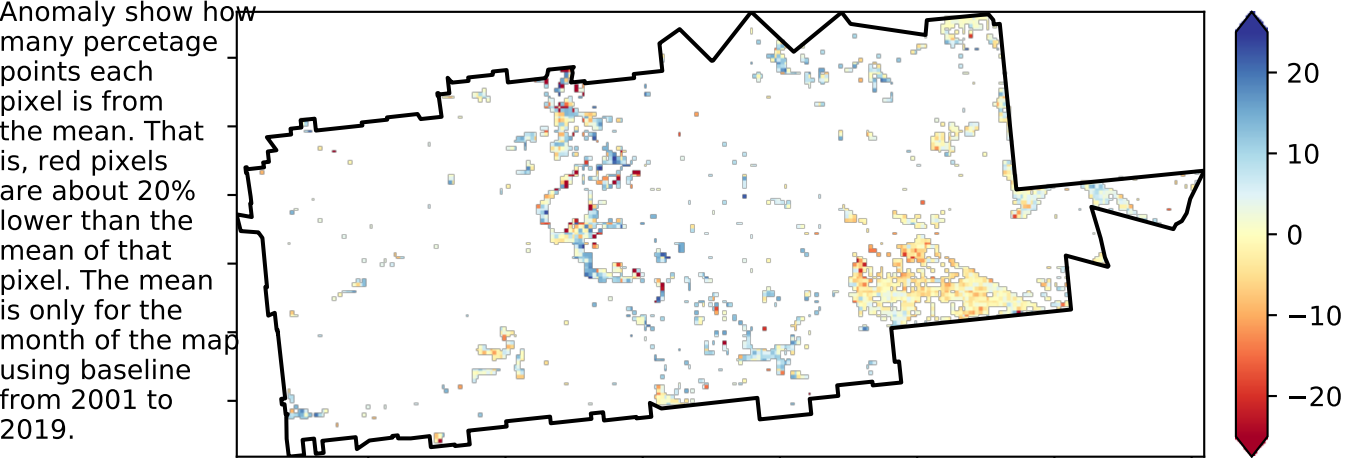 Anomaly show how
many percetage
points each
pixel is from
the mean. That
is, red pixels
are about 20%
lower than the
mean of that
pixel. The mean
is only for the
month of the map
using baseline
from 2001 to
2019.
20
10
0
−10
−20